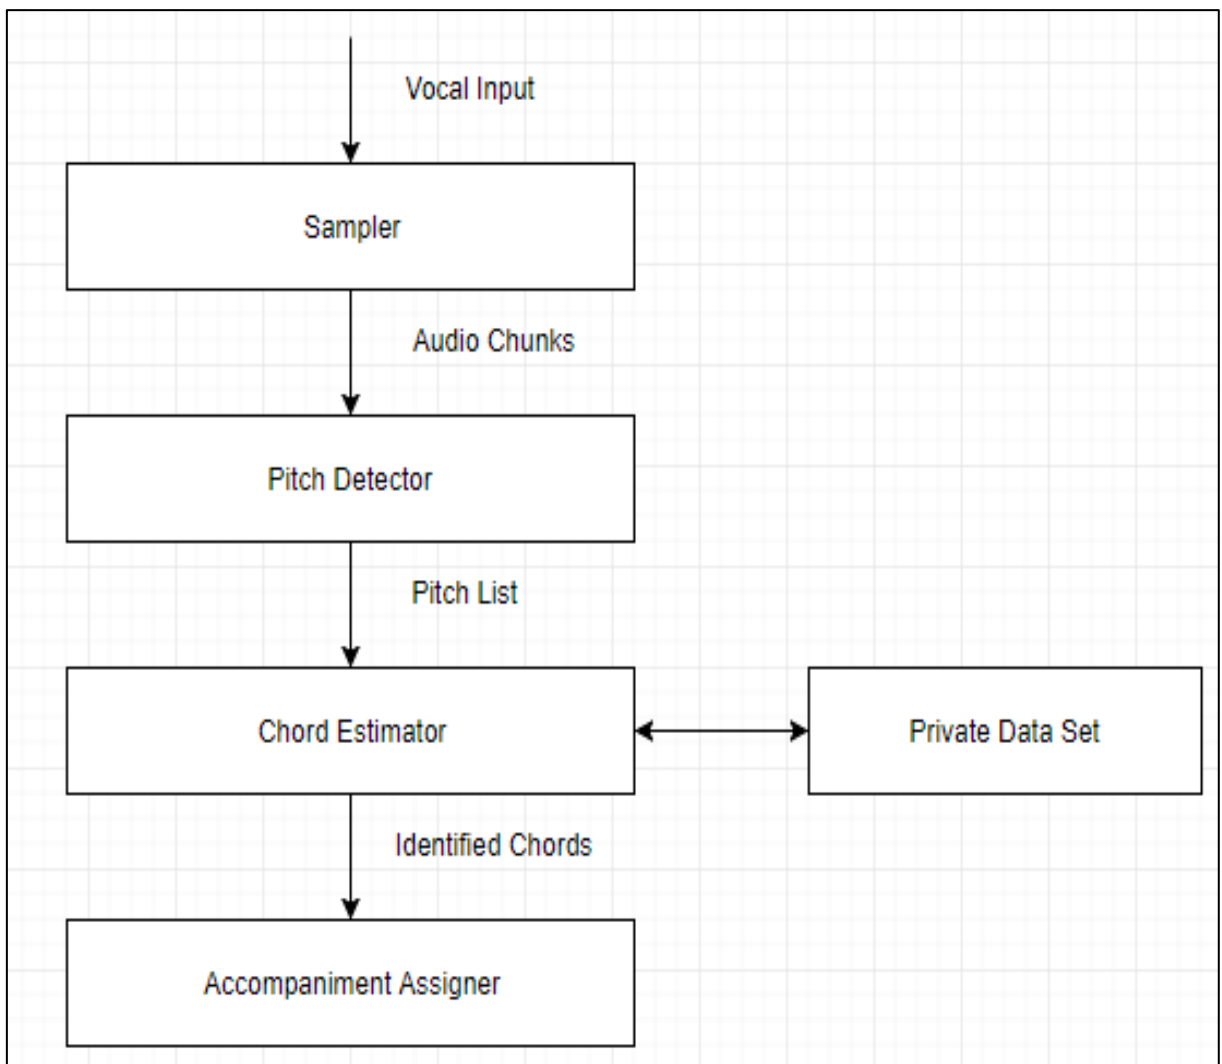 Vocal Input
Sampler
Audio Chunks
Pitch Detector
Pitch List
Chord Estimator
Private Data Set
Identified Chords
Accompaniment Assigner